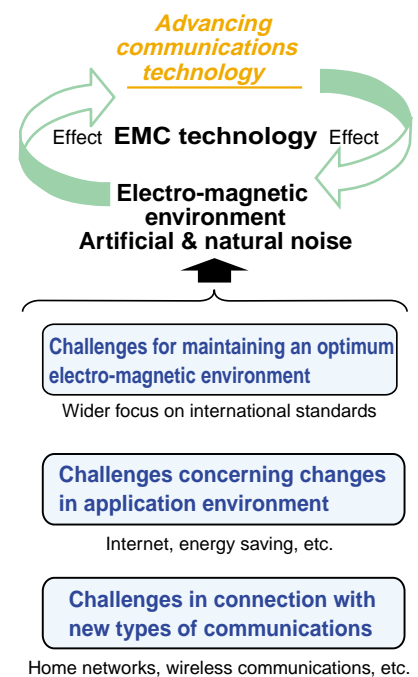 Advancing
communications
technology
Effect EMC technology Effect
Electro-magnetic
environment
Artificial & natural noise
Challenges for maintaining an optimum
electro-magnetic environment
Wider focus on international standards
Challenges concerning changes
in application environment
Internet, energy saving, etc.
Challenges in connection with
new types of communications
Home networks, wireless communications, etc.